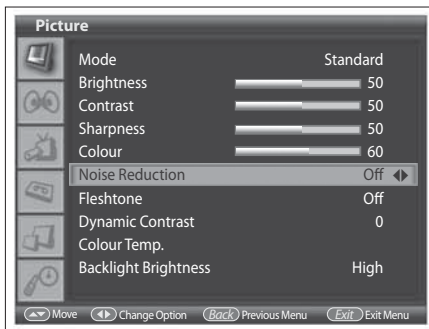 Picture
Mode Standard
Brightness 50
Contrast 50
Sharpness 50
Colour 60
Noise Reduction Off
Fleshtone Off
Dynamic Contrast 0
Colour Temp.
Backlight Brightness High
Move Change Option Back Previous Menu Exit Exit Menu